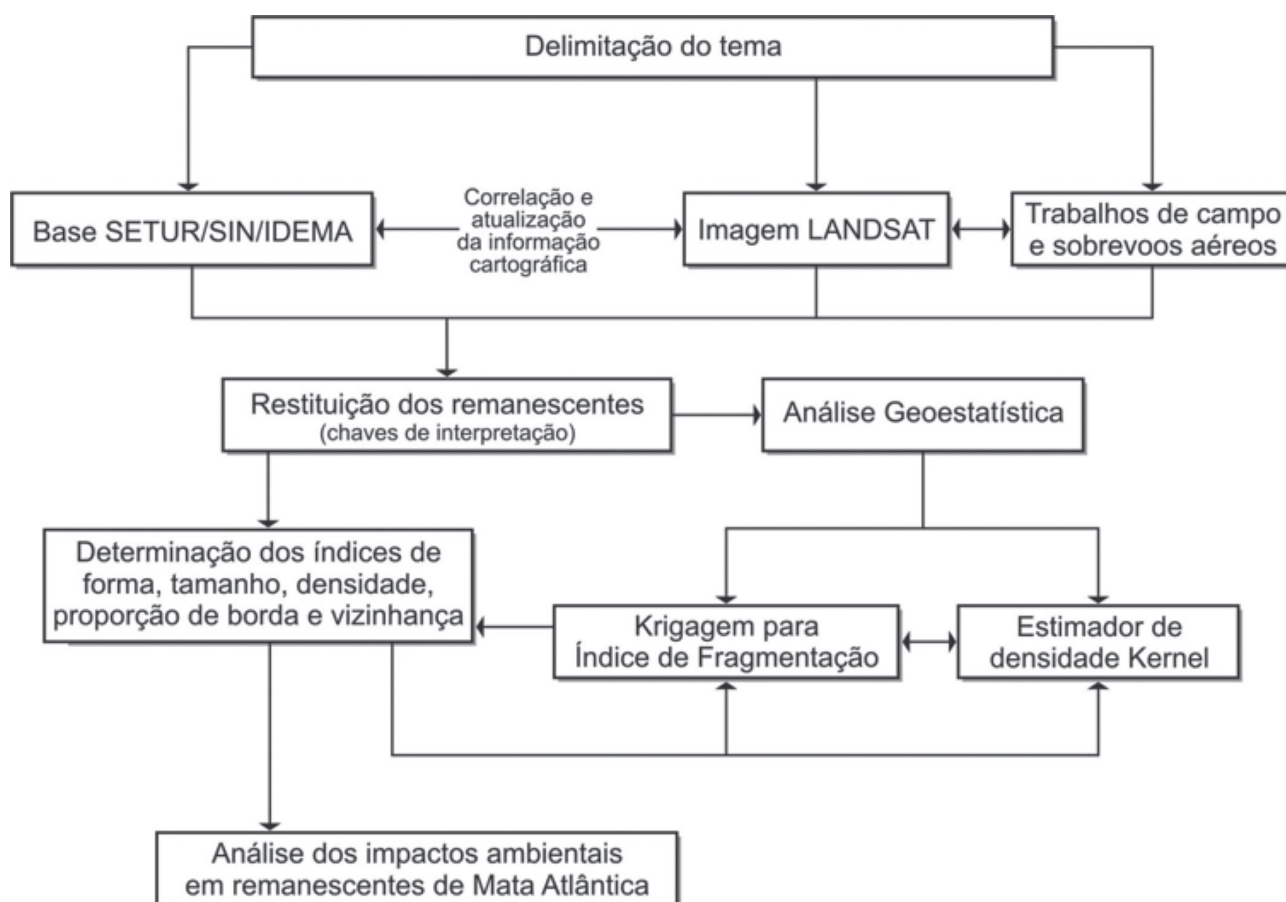 Delimitação do tema
Base SETUR/SIN/IDEMA
Correlação e
atualização
da informação
cartográfica
Imagem LANDSAT
Trabalhos de campo
e sobrevoos aéreos
Restituição dos remanescentes
(chaves de interpretação)
Análise Geoestatística
Determinação dos índices de
forma, tamanho, densidade,
proporção de borda e vizinhança
Krigagem para
Índice de Fragmentação
Estimador de
densidade Kernel
Análise dos impactos ambientais
em remanescentes de Mata Atlântica